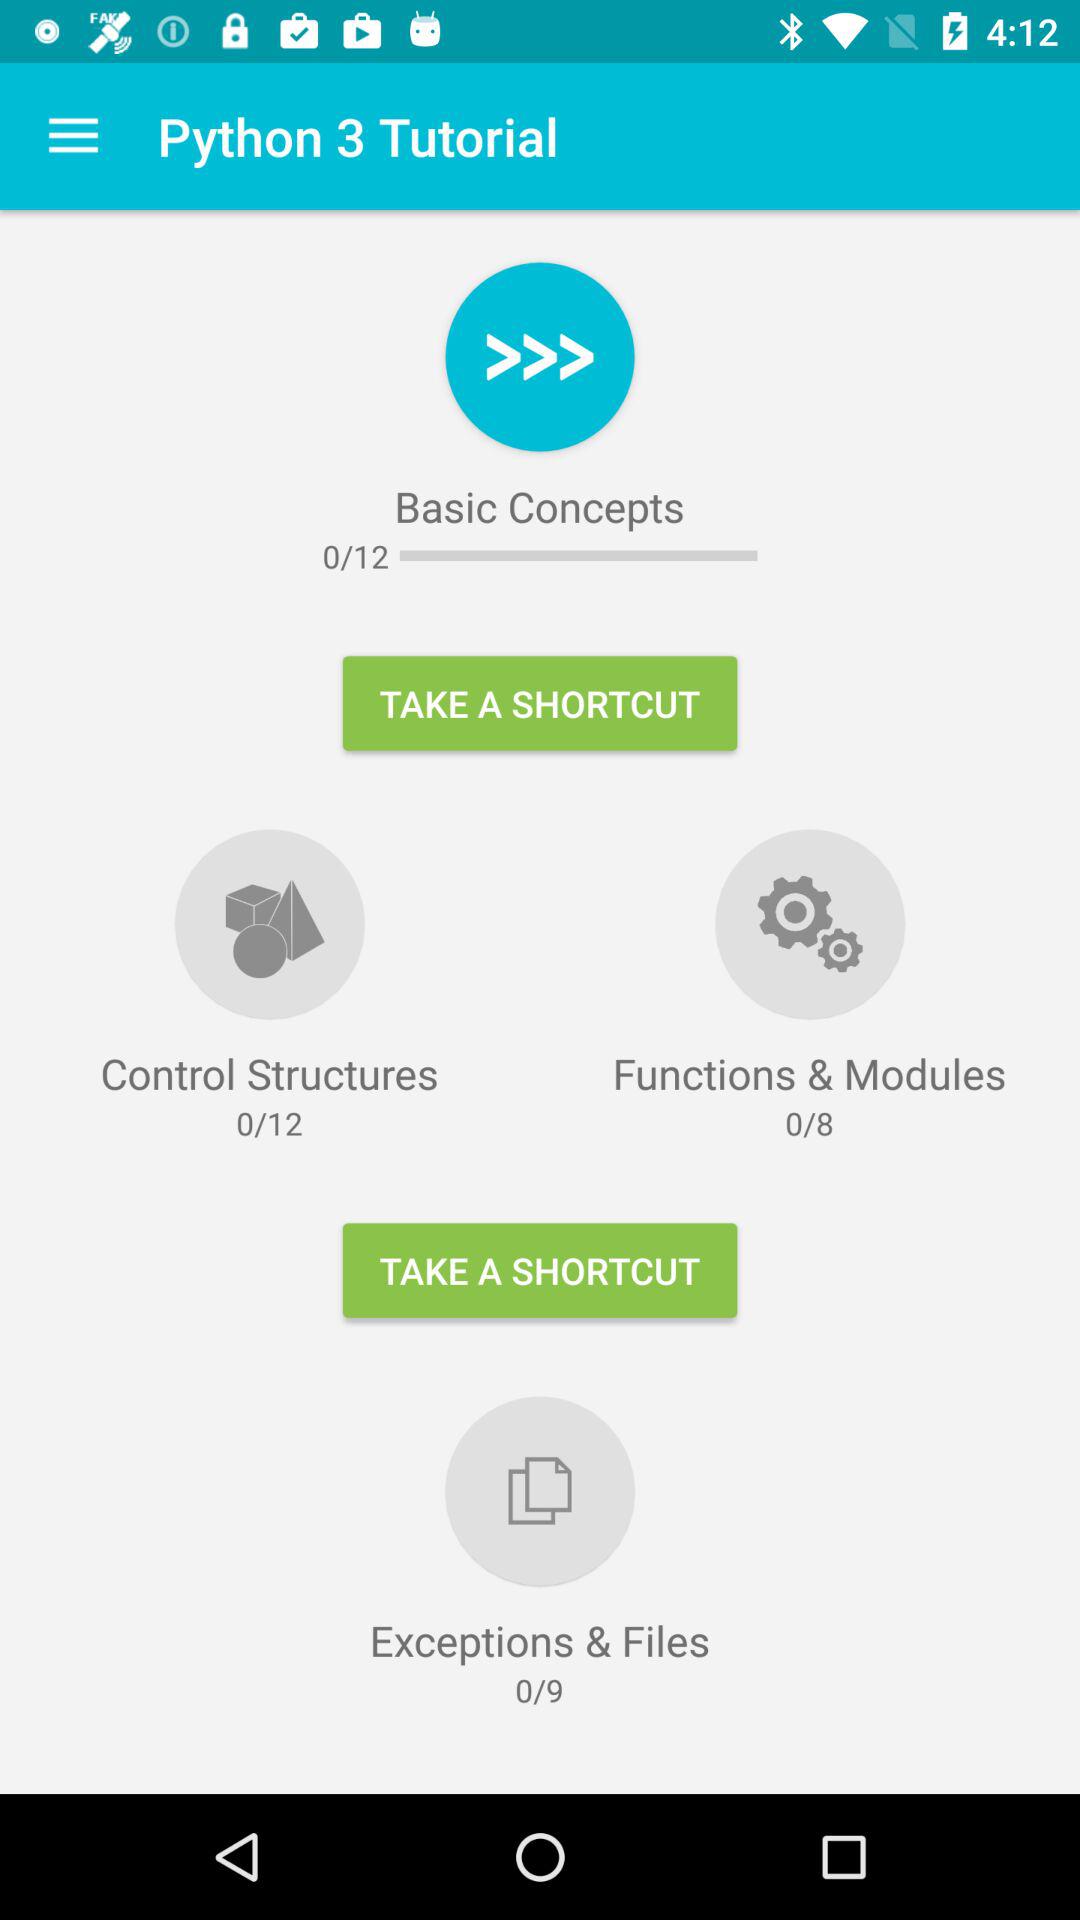 FAKE
4:12
Python 3 Tutorial
>>>
Basic Concepts
0/12
TAKE A SHORTCUT
Control Structures
0/12
Functions & Modules
0/8
TAKE A SHORTCUT
Exceptions & Files
0/9